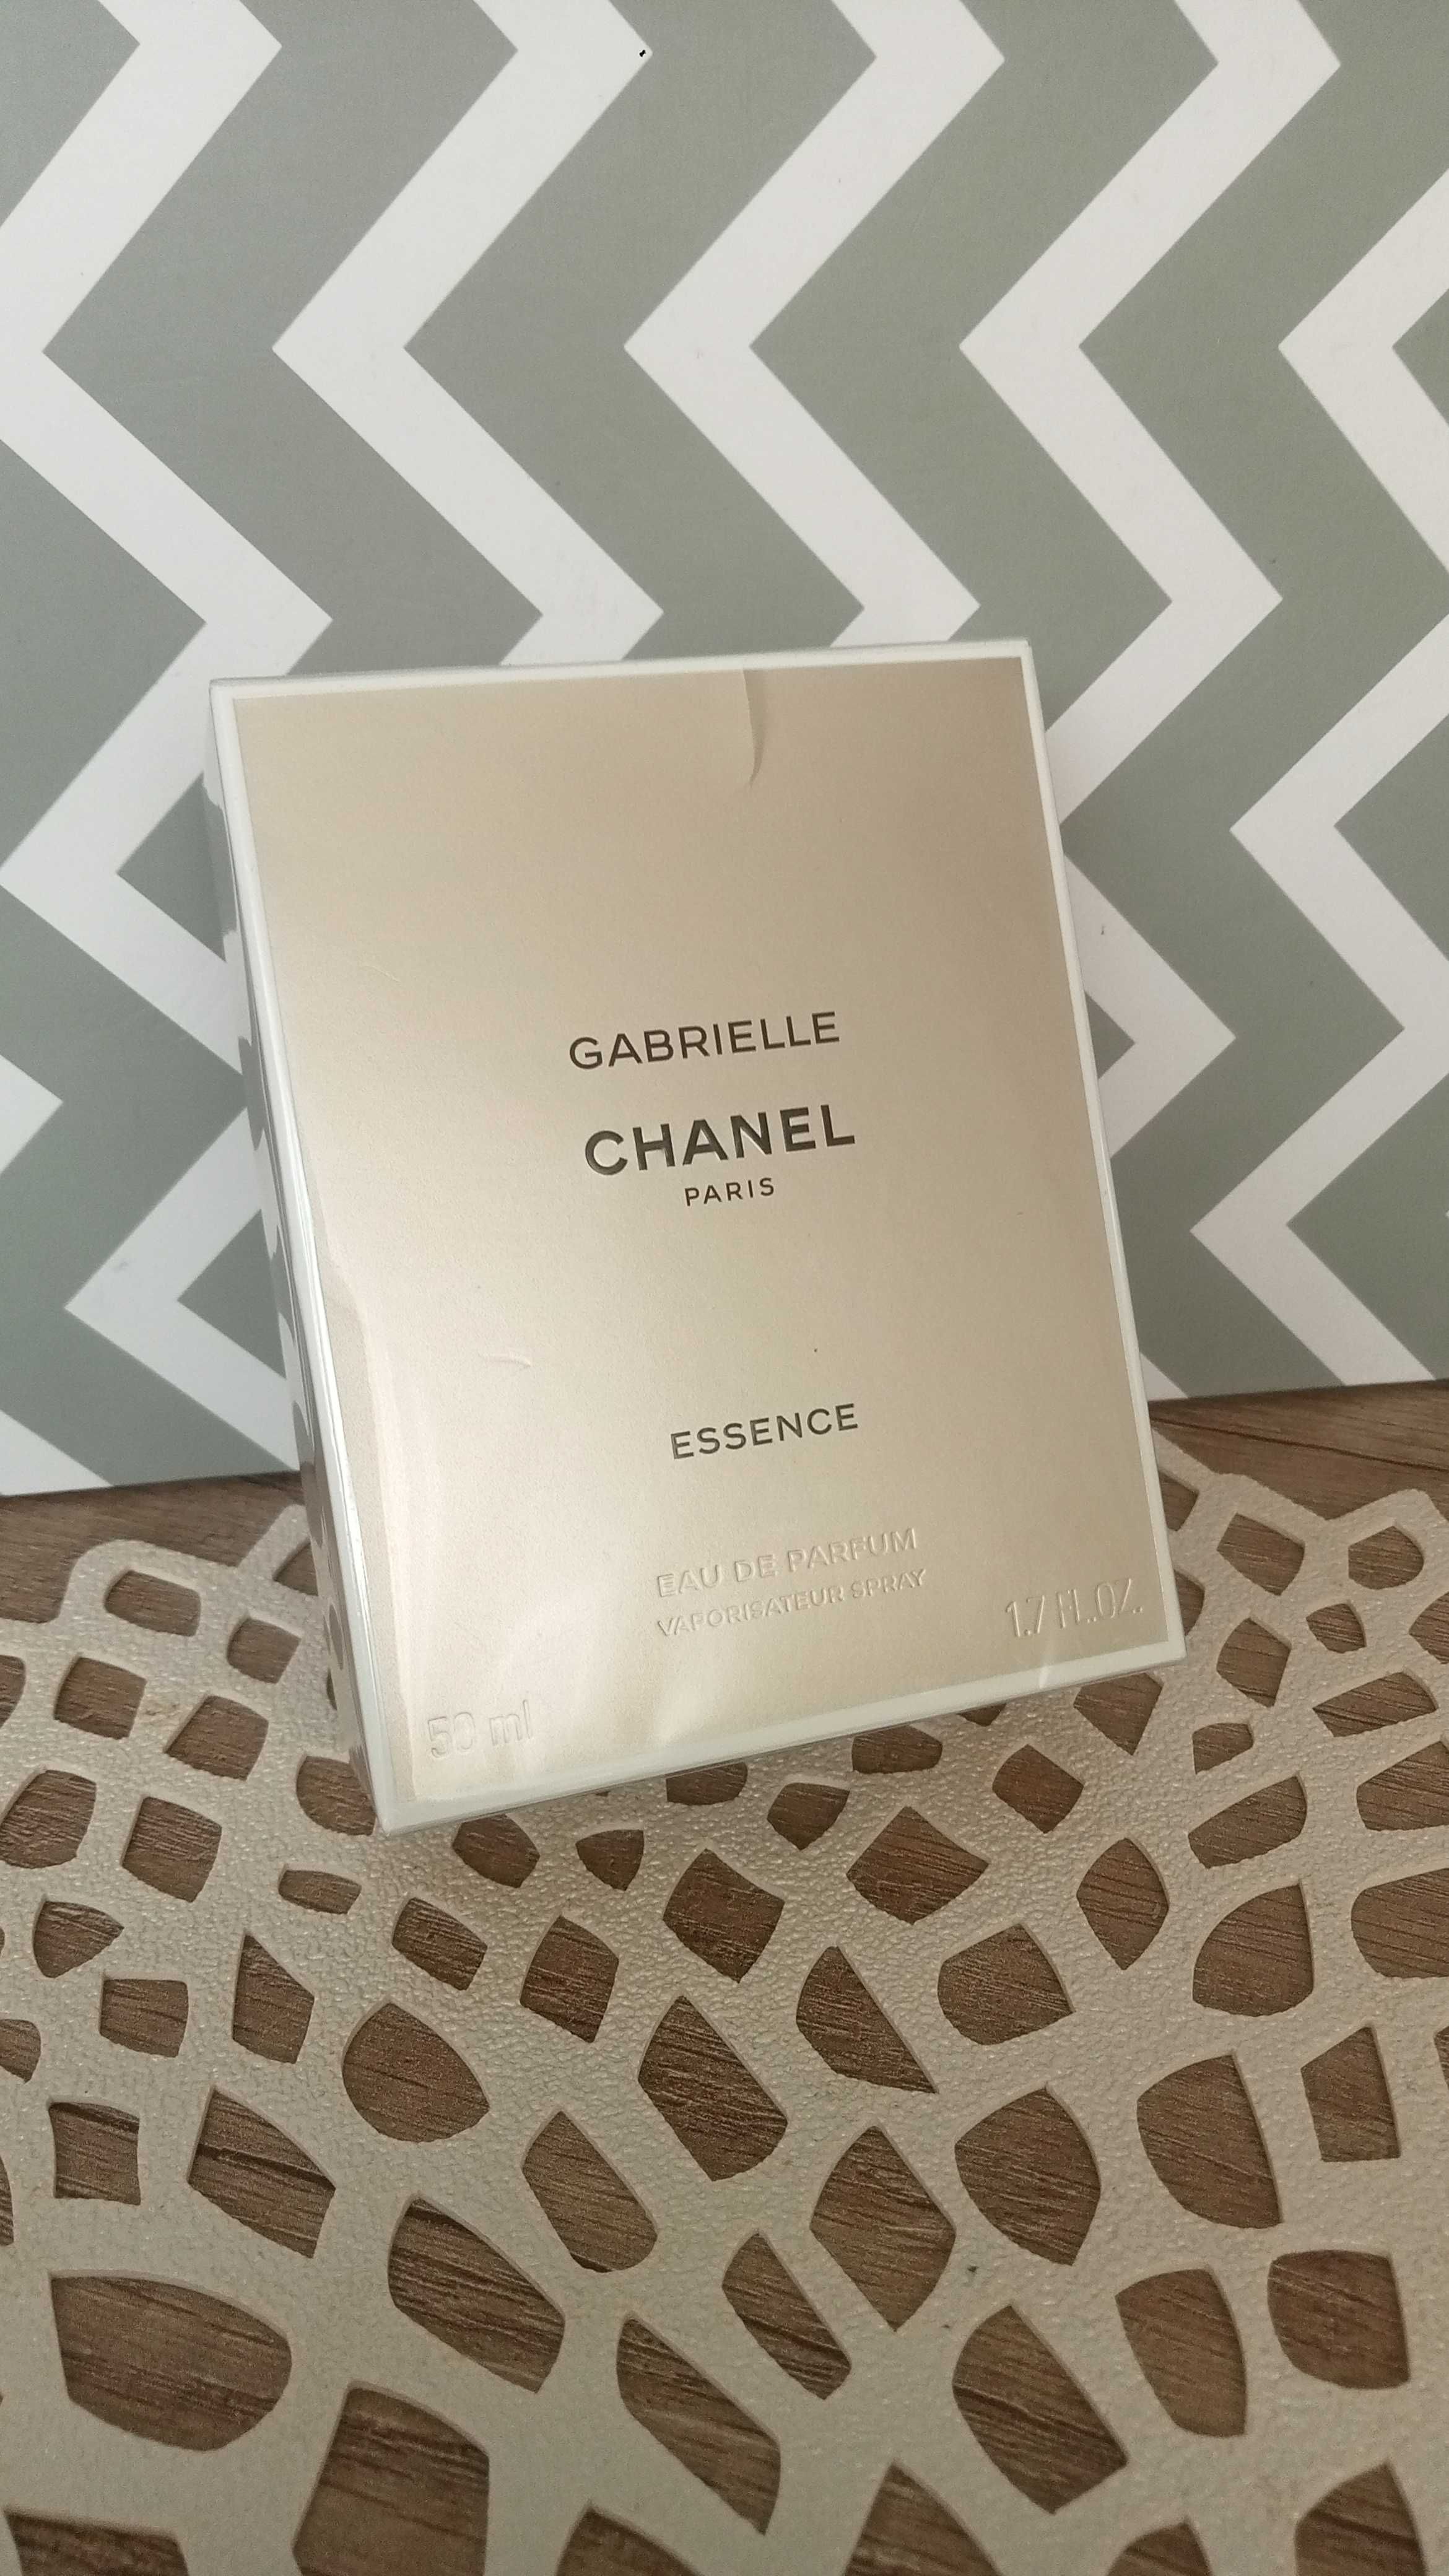 GABRIELLE
CHANEL
PARIS
ESSENCE
EAU DE PARFUM
VAPORISATEUR SPRAY
1.7 FL.OZ.
50 ml